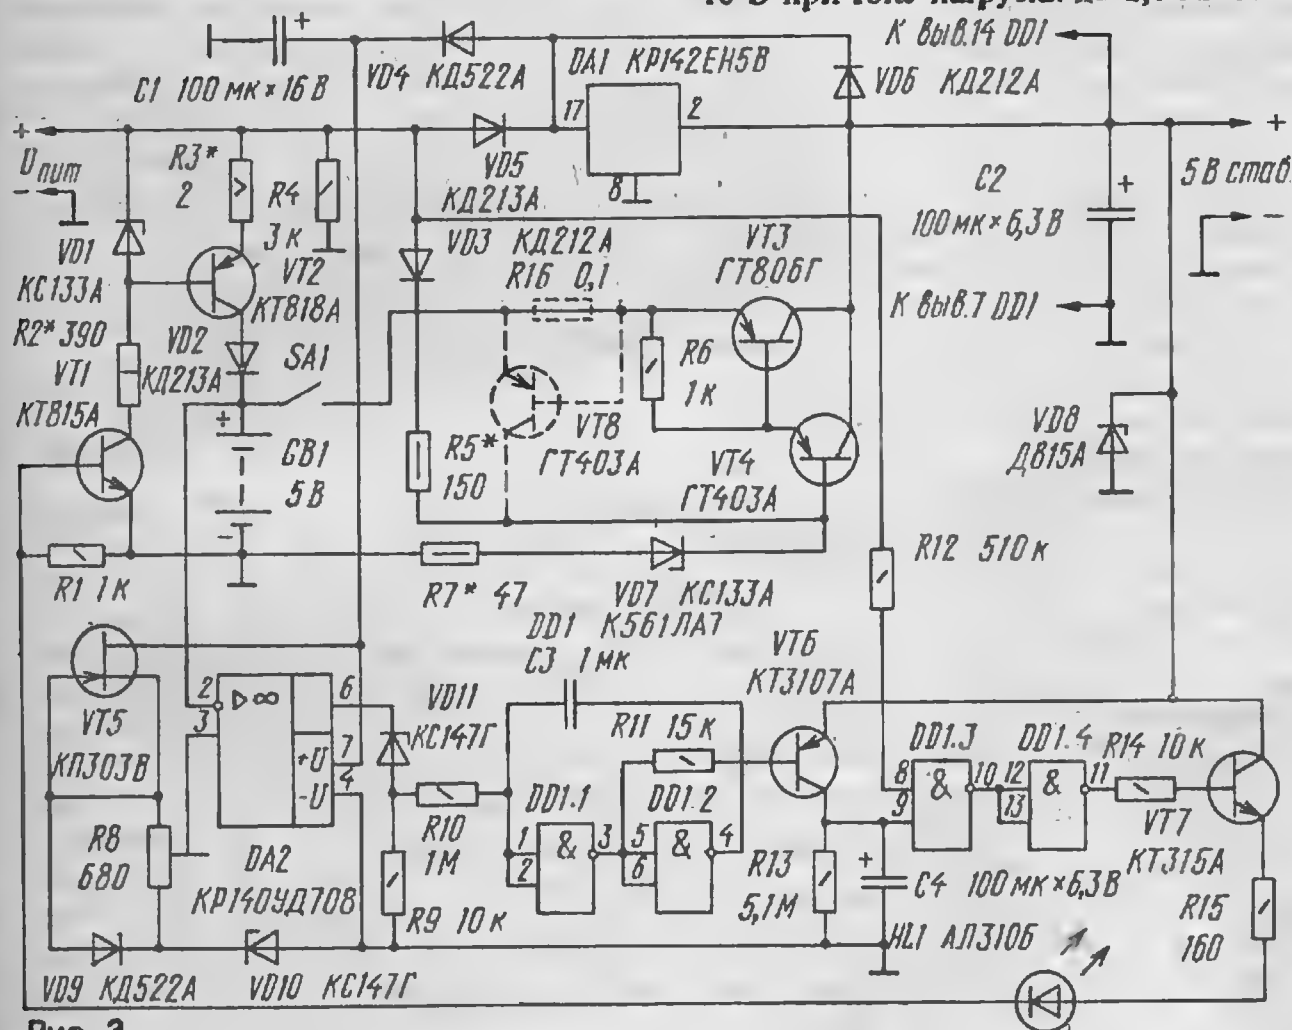 К выв.14 DD1
C1 100 мк × 16 В
+
VD4 КД522А
DA1 КР142ЕН5В
VD6 КД212А
17
2
8
+
Uпит
-
R3*
2
R4
3 к
VD5
КД213А
C2
100 мк × 6,3 В
+
+
5 В стаб.
-
VD1
КС133А
VT2
КТ818А
VD3 КД212А
R16 0,1
VT3
ГТ806Г
К выв.7 DD1
R2* 390
VD2
КД213А
SA1
R6
1 к
VT1
КТ815А
+
GB1
5 В
-
R5*
150
VT8
ГТ403А
VT4
ГТ403А
VD8
Д815А
R1 1 к
R7* 47
VD7 КС133А
R12 510 к
DD1 К561ЛА7
C3 1 мк
VT6
КТ3107А
VT5
КП303В
2
3
▷∞
6
7
+U
4
-U
VD11
КС147Г
R11 15 к
DD1.3
DD1.4
R14 10 к
8
9
&
10
12
13
&
11
R8
680
DA2
КР140УД708
R10
1М
DD1.1
1
2
&
3
DD1.2
5
6
&
4
VT7
КТ315А
R13
5,1М
+
C4 100 мк × 6,3 В
R15
160
R9 10 к
HL1 АЛ310Б
VD9 КД522А
VD10 КС147Г